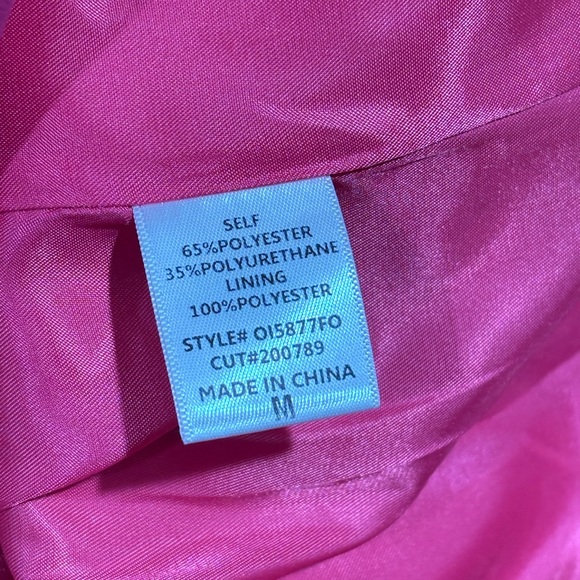 SELF
65%POLYESTER
35%POLYURETHANE
LINING
100%POLYESTER
STYLE# OI5877FO
CUT#200789
MADE IN CHINA
M